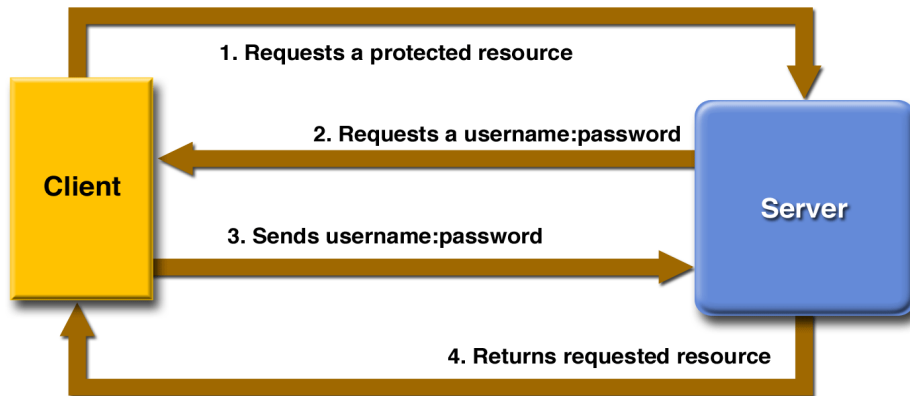 1. Requests a protected resource
2. Requests a username:password
Client
Server
3. Sends username:password
4. Returns requested resource